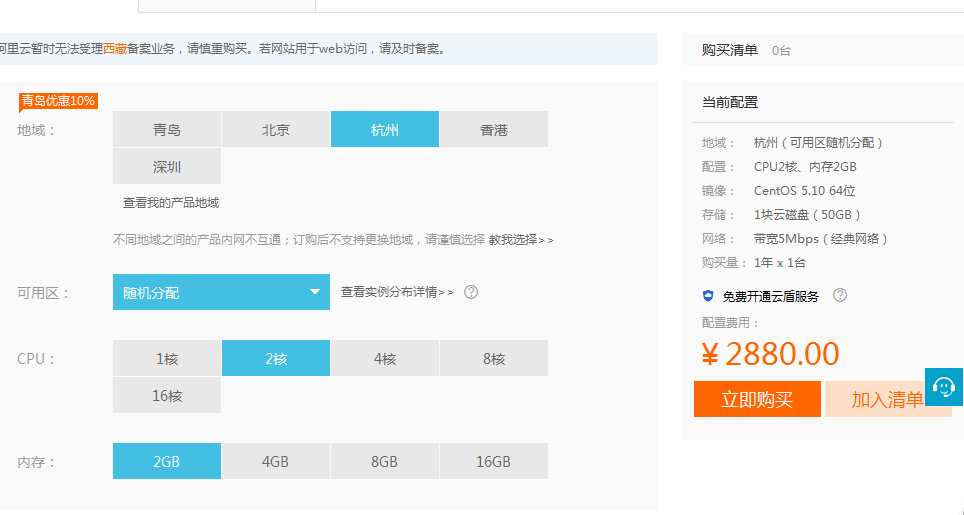 阿里云暂时无法受理西藏备案业务，请慎重购买。若网站用于web访问，请及时备案。
青岛优惠10%
地域：
青岛
北京
杭州
香港
深圳
查看我的产品地域
不同地域之间的产品内网不互通；订购后不支持更换地域，请谨慎选择 教我选择>>
可用区：
随机分配
查看实例分布详情>>
?
CPU：
1核
2核
4核
8核
16核
内存：
2GB
4GB
8GB
16GB
购买清单 0台
当前配置
地域： 杭州（可用区随机分配）
配置： CPU2核、内存2GB
镜像： CentOS 5.10 64位
存储： 1块云磁盘（50GB）
网络： 带宽5Mbps（经典网络）
购买量： 1年 x 1台
免费开通云盾服务 ?
配置费用：
¥ 2880.00
立即购买
加入清单